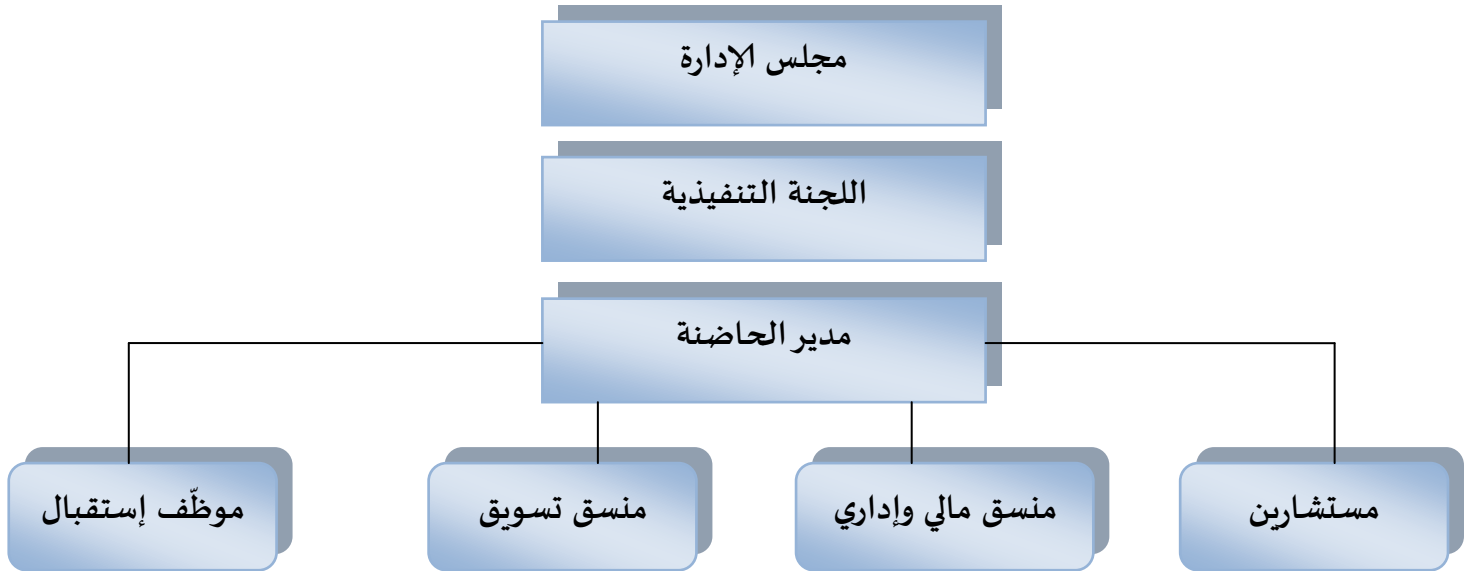 مجلس الإدارة
اللجنة التنفيذية
مدير الحاضنة
مستشارين
منسق مالي وإداري
منسق تسويق
موظّف إستقبال